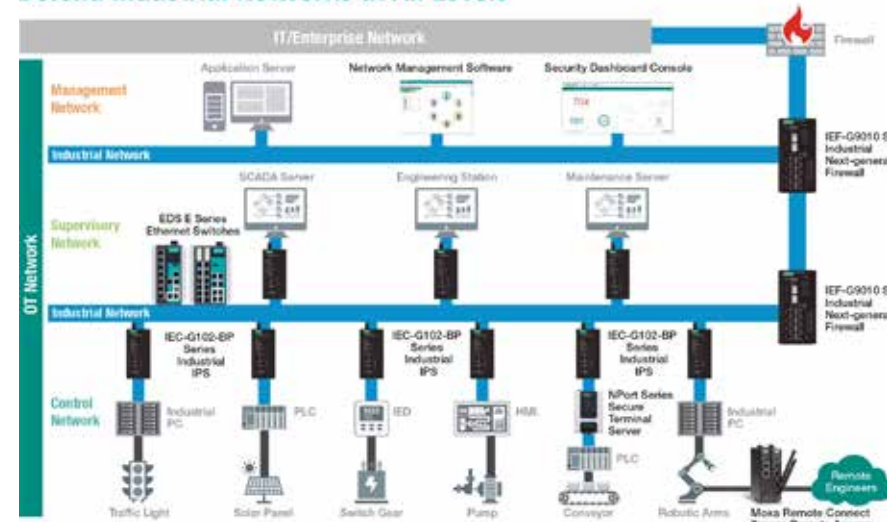 IT/Enterprise Network
Firewall
Application Server
Network Management Software
Security Dashboard Console
Management
Network
IEF-G9010 S
Industrial
Next-genera
Firewall
Industrial Network
SCADA Server
Engineering Station
Maintenance Server
Supervisory
Network
EDS E Series
Ethernet Switches
OT Network
IEF-G9010 S
Industrial
Next-genera
Firewall
Industrial Network
IEC-G102-BP
Series
Industrial
IPS
IEC-G102-BP
Series
Industrial
IPS
IEC-G102-BP
Series
Industrial
IPS
Control
Network
Industrial
PC
PLC
IED
HMI
NPort Series
Secure
Terminal
Server
PLC
Industrial
PC
Remote
Engineers
Traffic Light
Solar Panel
Switch Gear
Pump
Conveyor
Robotic Arms
Moxa Remote Connect